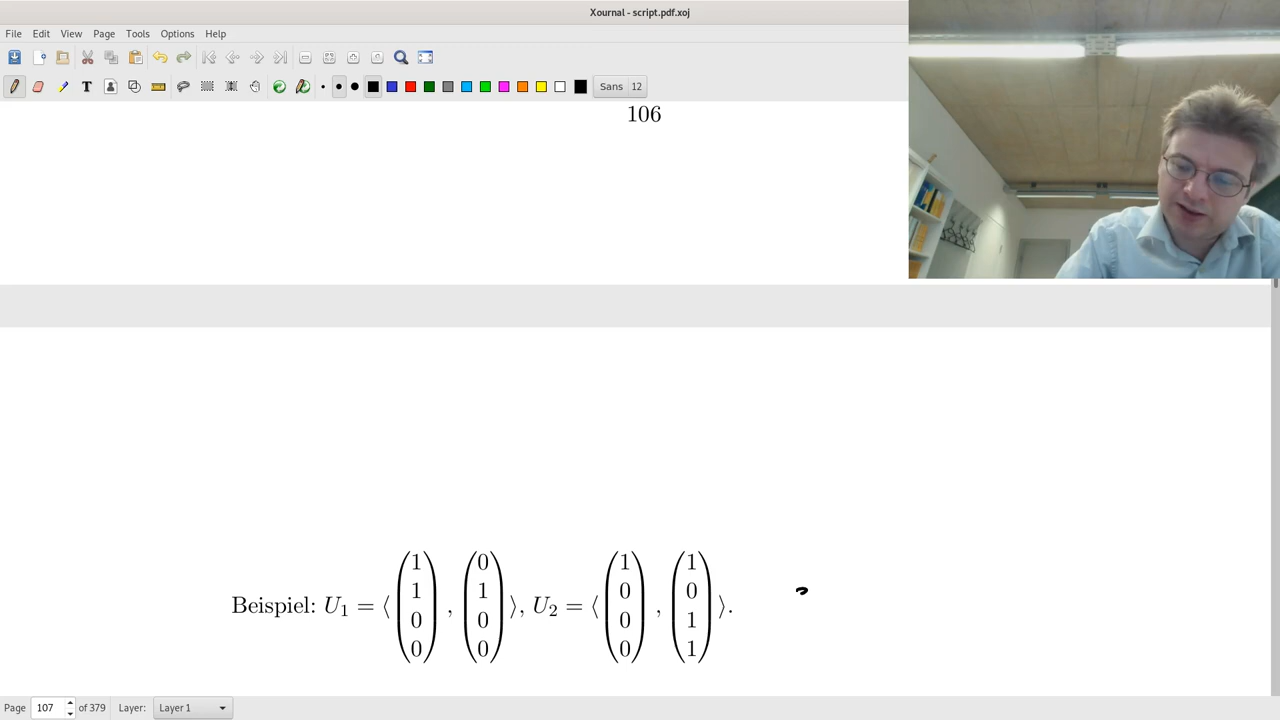 Xournal - script.pdf.xoj
File Edit View Page Tools Options Help
T Sans 12
106
Beispiel: U₁ = ⟨(1 1 0 0), (0 1 0 0)⟩, U₂ = ⟨(1 0 0 0), (1 0 1 1)⟩.
Page 107 of 379 Layer: Layer 1